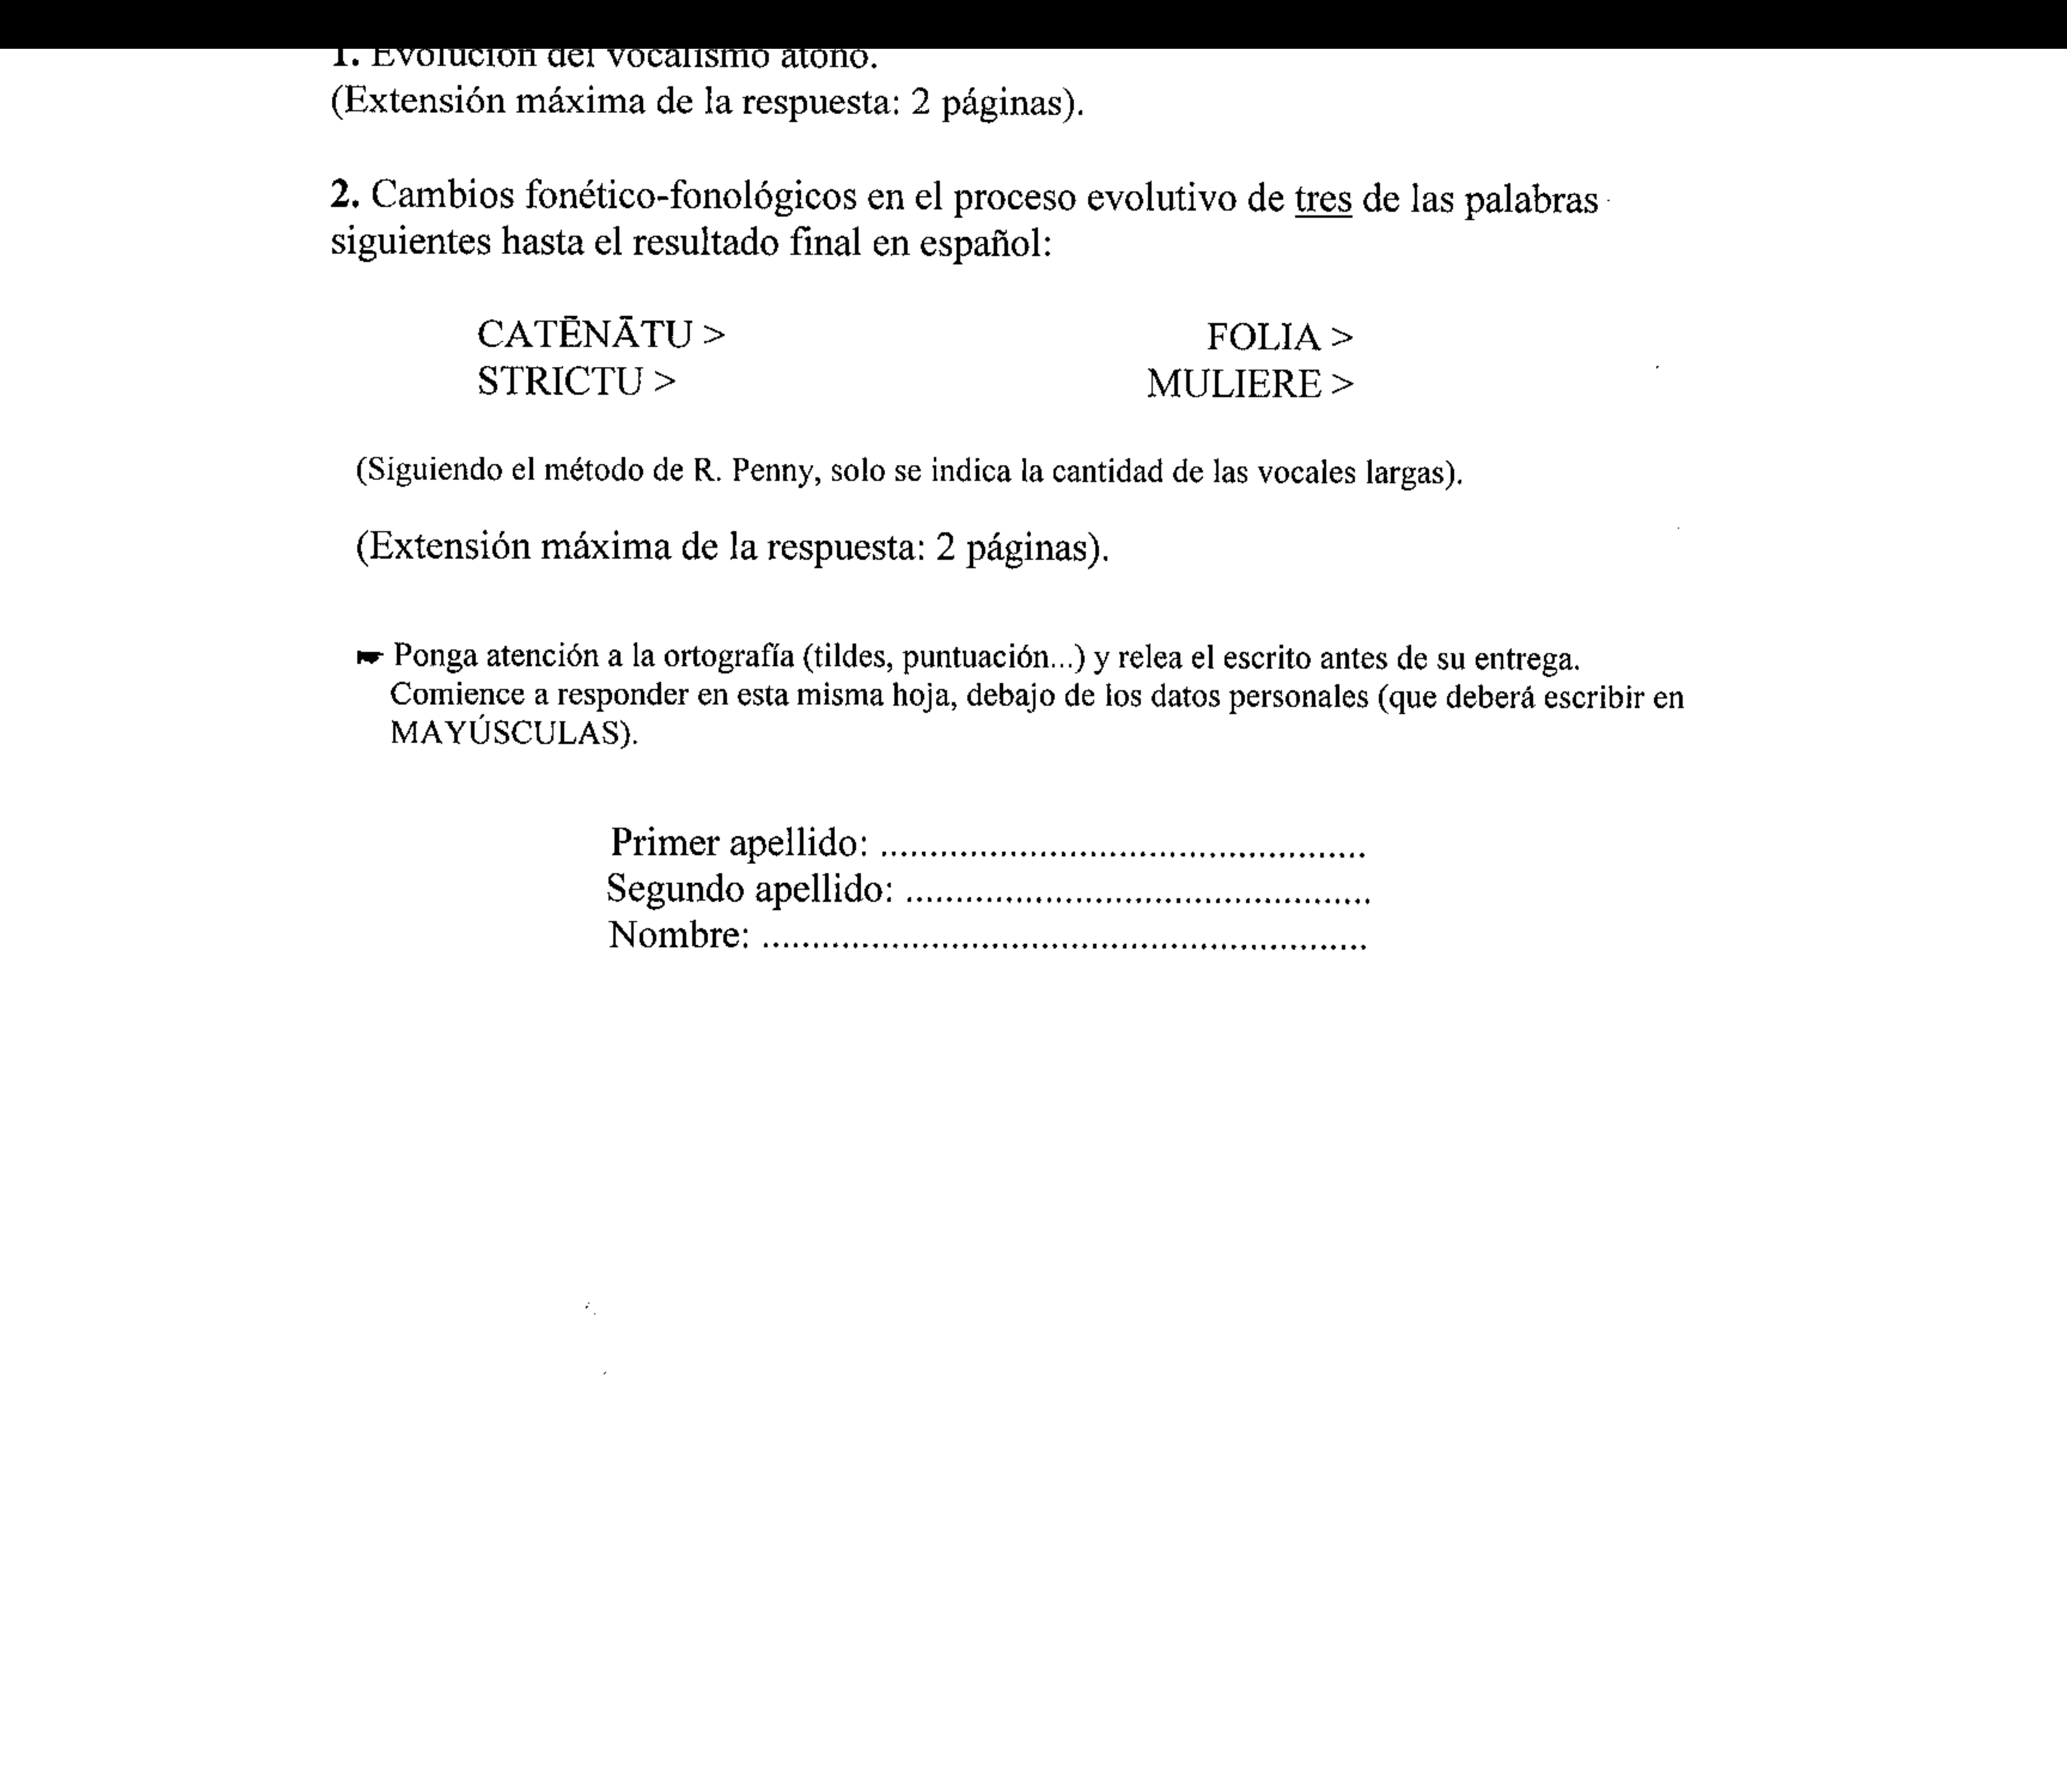 1. Evolución del vocalismo átono.
(Extensión máxima de la respuesta: 2 páginas).
2. Cambios fonético-fonológicos en el proceso evolutivo de tres de las palabras
siguientes hasta el resultado final en español:
CATĒNĀTU > FOLIA >
STRICTU > MULIERE >
(Siguiendo el método de R. Penny, solo se indica la cantidad de las vocales largas).
(Extensión máxima de la respuesta: 2 páginas).
☛ Ponga atención a la ortografía (tildes, puntuación...) y relea el escrito antes de su entrega.
Comience a responder en esta misma hoja, debajo de los datos personales (que deberá escribir en
MAYÚSCULAS).
Primer apellido: ................................................
Segundo apellido: ...............................................
Nombre: ............................................................